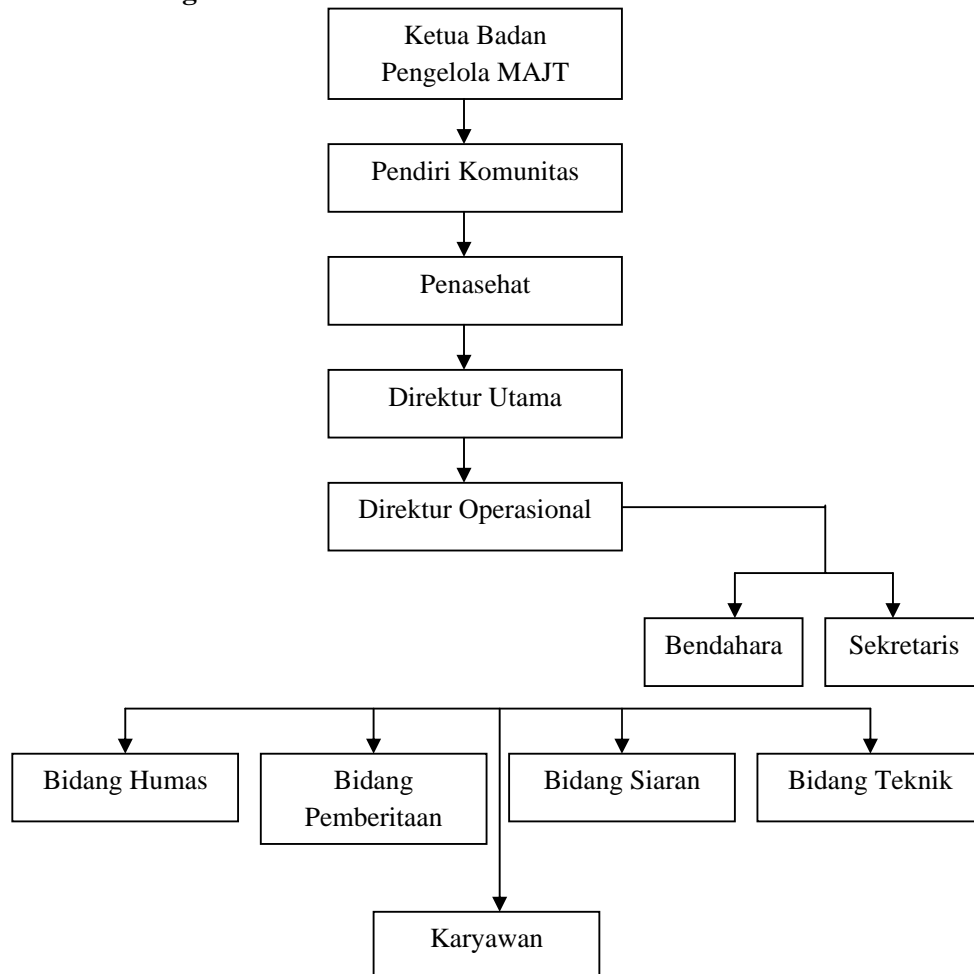 Ketua Badan
Pengelola MAJT
Pendiri Komunitas
Penasehat
Direktur Utama
Direktur Operasional
Bendahara
Sekretaris
Bidang Humas
Bidang
Pemberitaan
Bidang Siaran
Bidang Teknik
Karyawan